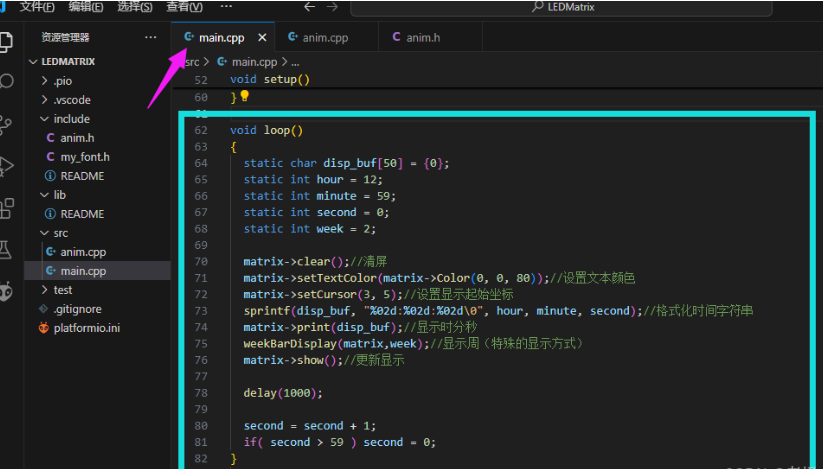 文件(F) 编辑(E) 选择(S) 查看(V) ··· LEDMatrix
资源管理器 ···
LEDMATRIX
.pio
.vscode
include
anim.h
my_font.h
README
lib
README
src
anim.cpp
main.cpp
test
.gitignore
platformio.ini
main.cpp anim.cpp anim.h
src > main.cpp > ...
52 void setup()
60 }
62 void loop()
63 {
64 static char disp_buf[50] = {0};
65 static int hour = 12;
66 static int minute = 59;
67 static int second = 0;
68 static int week = 2;
69
70 matrix->clear();//清屏
71 matrix->setTextColor(matrix->Color(0, 0, 80));//设置文本颜色
72 matrix->setCursor(3, 5);//设置显示起始坐标
73 sprintf(disp_buf, "%02d:%02d:%02d\0", hour, minute, second);//格式化时间字符串
74 matrix->print(disp_buf);//显示时分秒
75 weekBarDisplay(matrix,week);//显示周（特殊的显示方式）
76 matrix->show();//更新显示
77
78 delay(1000);
79
80 second = second + 1;
81 if( second > 59 ) second = 0;
82 }